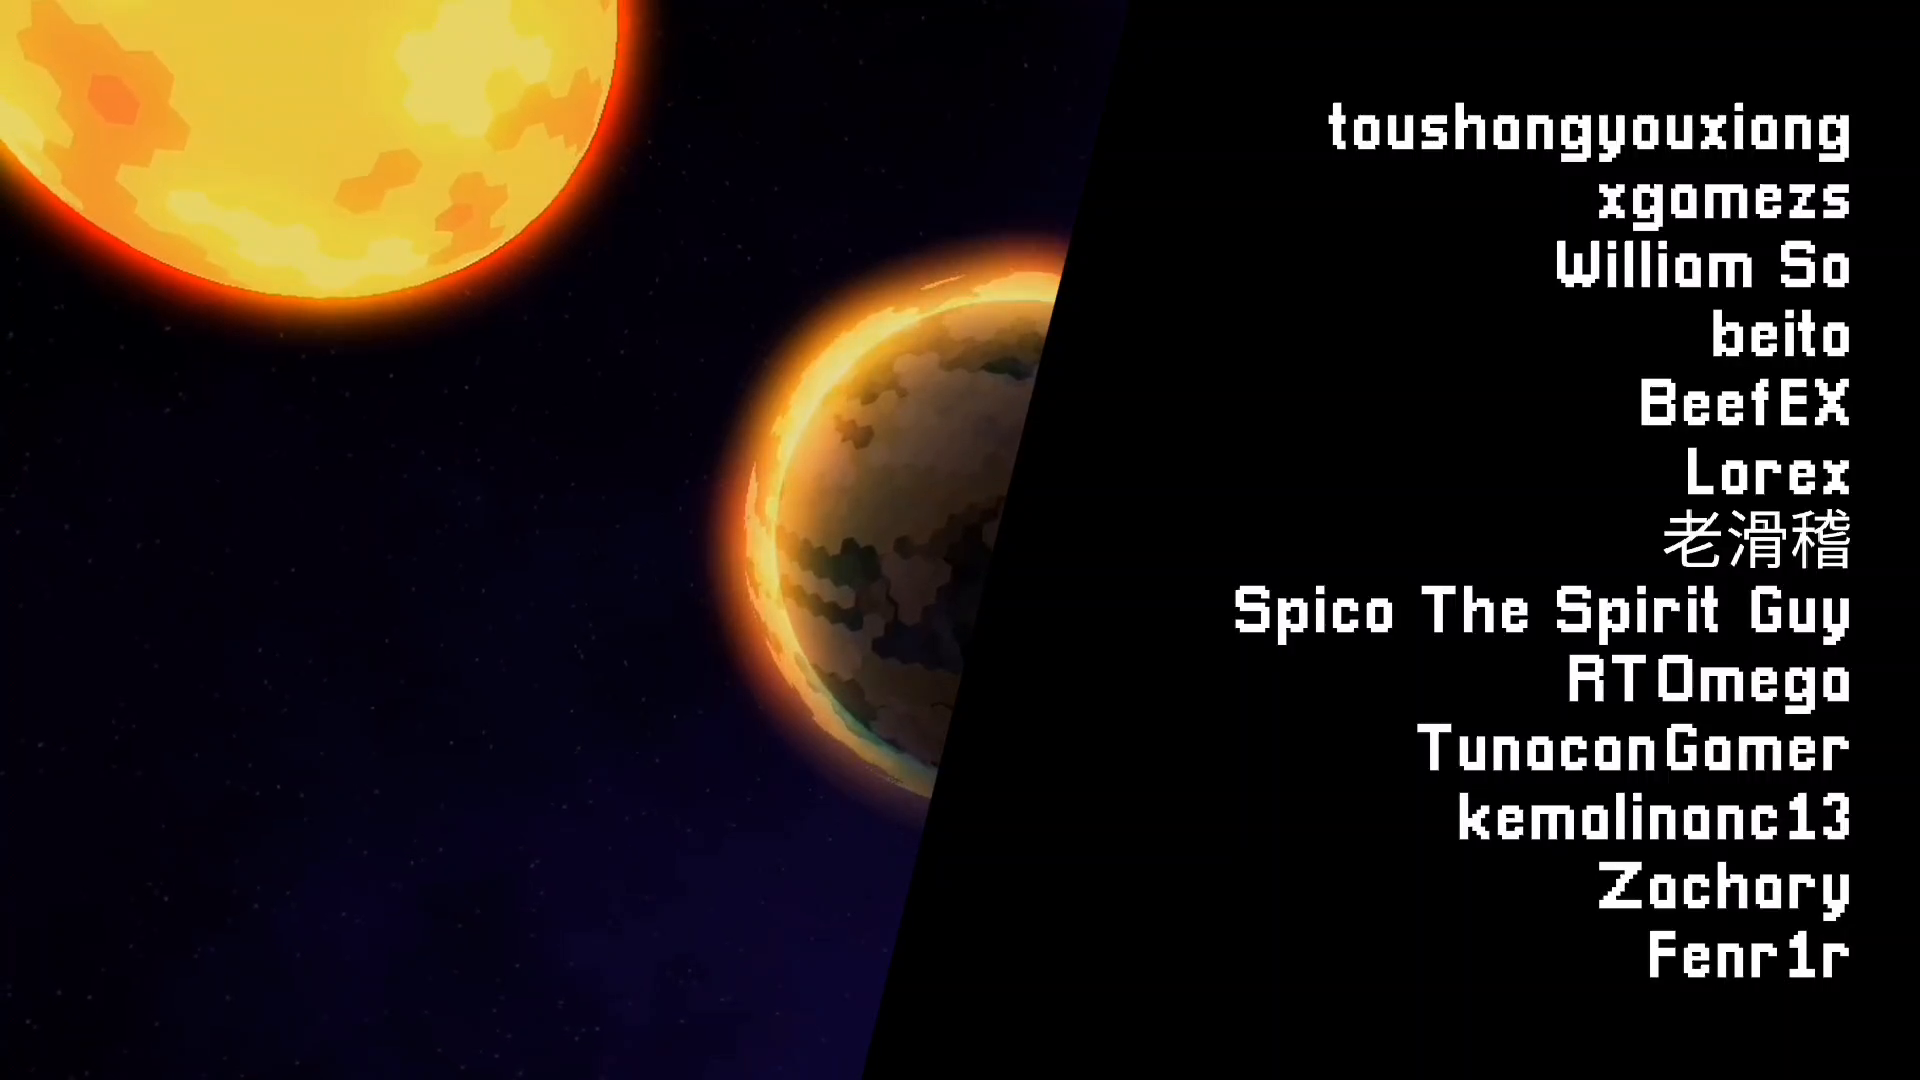 toushangyouxiang
xgamezs
William So
beito
BeefEX
Lorex
老滑稽
Spico The Spirit Guy
RTOmega
TunacanGamer
kemalinanc13
Zachary
Fenr1r